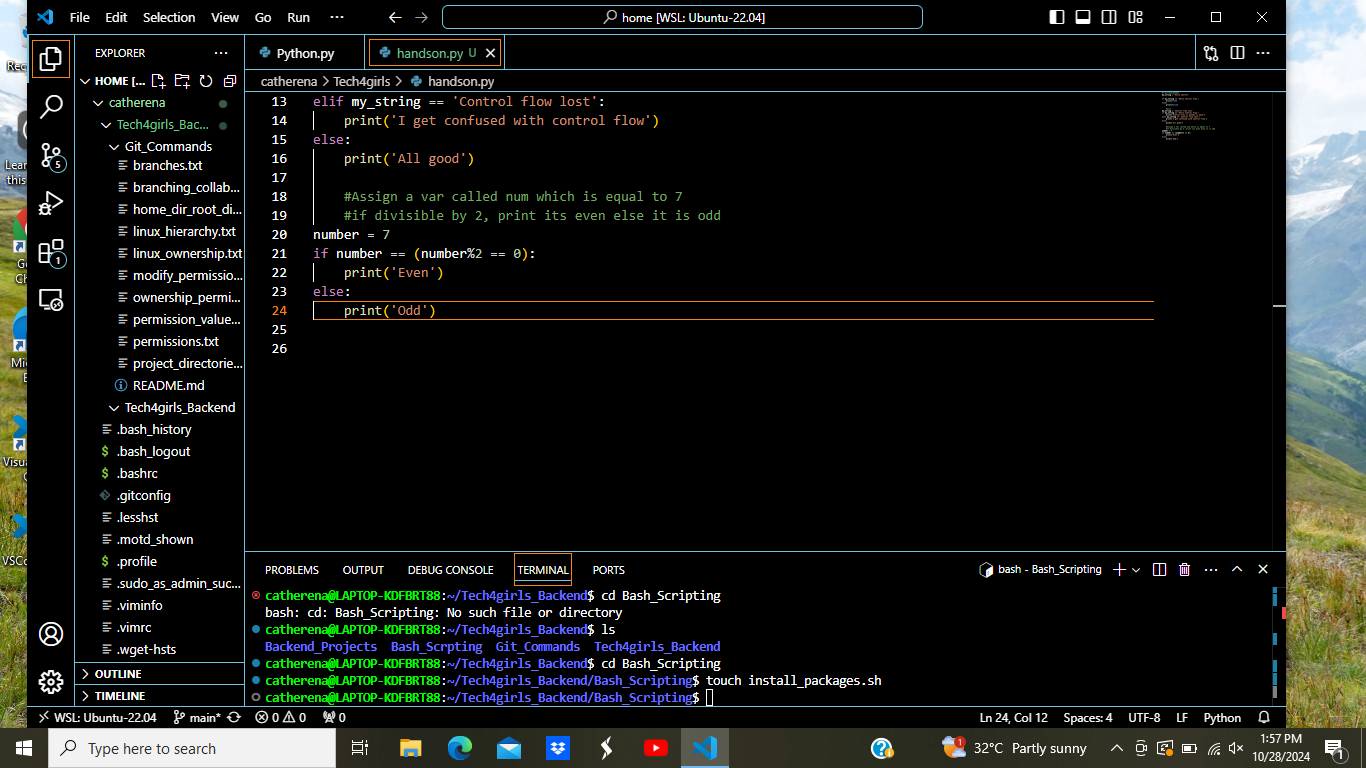 File Edit Selection View Go Run ···
home [WSL: Ubuntu-22.04]
EXPLORER
HOME [...
catherena
Tech4girls_Bac...
Git_Commands
branches.txt
branching_collab...
home_dir_root_di...
linux_hierarchy.txt
linux_ownership.txt
modify_permissio...
ownership_permi...
permission_value...
permissions.txt
project_directorie...
README.md
Tech4girls_Backend
.bash_history
.bash_logout
.bashrc
.gitconfig
.lesshst
.motd_shown
.profile
.sudo_as_admin_suc...
.viminfo
.vimrc
.wget-hsts
OUTLINE
TIMELINE
5
1
Python.py
handson.py U
catherena > Tech4girls > handson.py
13 elif my_string == 'Control flow lost':
14 print('I get confused with control flow')
15 else:
16 print('All good')
17
18 #Assign a var called num which is equal to 7
19 #if divisible by 2, print its even else it is odd
20 number = 7
21 if number == (number%2 == 0):
22 print('Even')
23 else:
24 print('Odd')
25
26
PROBLEMS OUTPUT DEBUG CONSOLE TERMINAL PORTS
bash - Bash_Scripting
catherena@LAPTOP-KDFBRT88:~/Tech4girls_Backend$ cd Bash_Scripting
bash: cd: Bash_Scripting: No such file or directory
catherena@LAPTOP-KDFBRT88:~/Tech4girls_Backend$ ls
Backend_Projects Bash_Scrpting Git_Commands Tech4girls_Backend
catherena@LAPTOP-KDFBRT88:~/Tech4girls_Backend$ cd Bash_Scripting
catherena@LAPTOP-KDFBRT88:~/Tech4girls_Backend/Bash_Scripting$ touch install_packages.sh
catherena@LAPTOP-KDFBRT88:~/Tech4girls_Backend/Bash_Scripting$
WSL: Ubuntu-22.04 main* 0 0 0
Ln 24, Col 12 Spaces: 4 UTF-8 LF Python
Type here to search
32°C Partly sunny
1:57 PM
10/28/2024
1